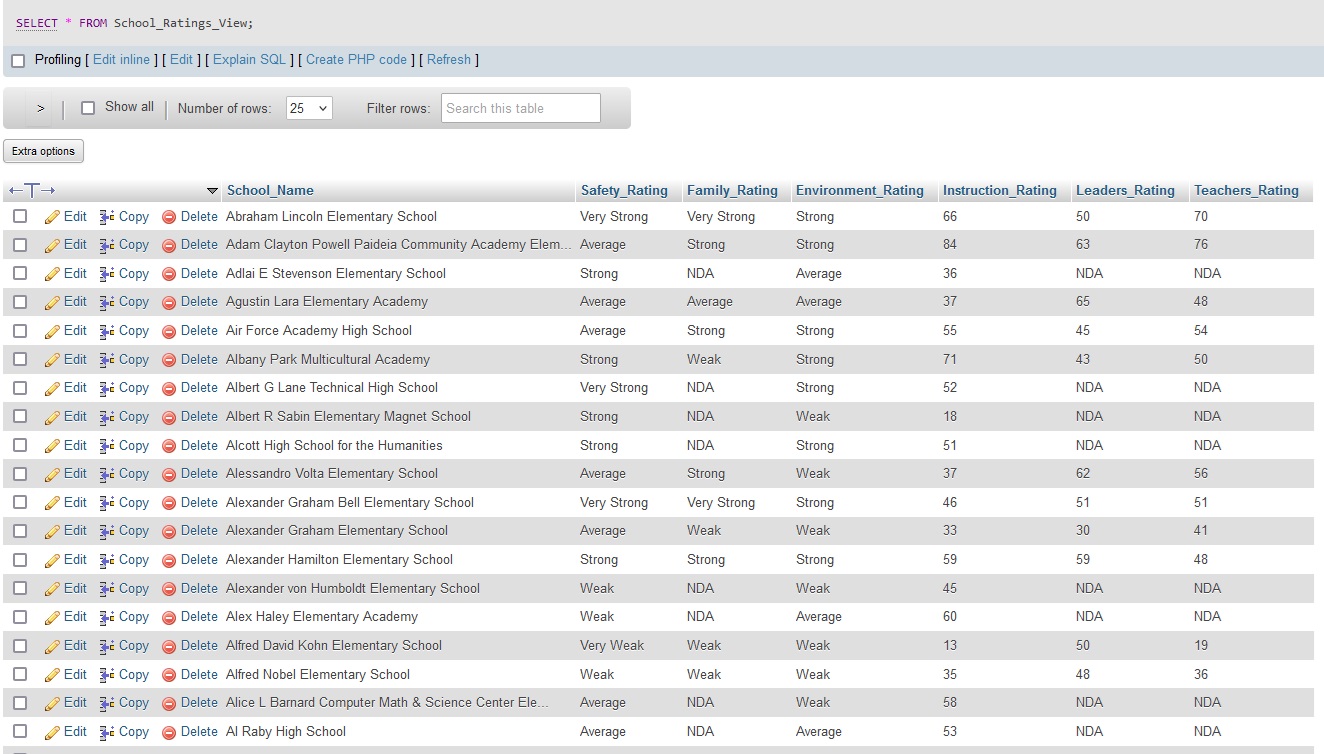 SELECT * FROM School_Ratings_View;
Profiling [ Edit inline ] [ Edit ] [ Explain SQL ] [ Create PHP code ] [ Refresh ]
> Show all Number of rows: 25 Filter rows: Search this table
Extra options
←T→ School_Name Safety_Rating Family_Rating Environment_Rating Instruction_Rating Leaders_Rating Teachers_Rating
Edit Copy Delete Abraham Lincoln Elementary School Very Strong Very Strong Strong 66 50 70
Edit Copy Delete Adam Clayton Powell Paideia Community Academy Elem... Average Strong Strong 84 63 76
Edit Copy Delete Adlai E Stevenson Elementary School Strong NDA Average 36 NDA NDA
Edit Copy Delete Agustin Lara Elementary Academy Average Average Average 37 65 48
Edit Copy Delete Air Force Academy High School Average Strong Strong 55 45 54
Edit Copy Delete Albany Park Multicultural Academy Strong Weak Strong 71 43 50
Edit Copy Delete Albert G Lane Technical High School Very Strong NDA Strong 52 NDA NDA
Edit Copy Delete Albert R Sabin Elementary Magnet School Strong NDA Weak 18 NDA NDA
Edit Copy Delete Alcott High School for the Humanities Strong NDA Strong 51 NDA NDA
Edit Copy Delete Alessandro Volta Elementary School Average Strong Weak 37 62 56
Edit Copy Delete Alexander Graham Bell Elementary School Very Strong Very Strong Strong 46 51 51
Edit Copy Delete Alexander Graham Elementary School Average Weak Weak 33 30 41
Edit Copy Delete Alexander Hamilton Elementary School Strong Strong Strong 59 59 48
Edit Copy Delete Alexander von Humboldt Elementary School Weak NDA Weak 45 NDA NDA
Edit Copy Delete Alex Haley Elementary Academy Weak NDA Average 60 NDA NDA
Edit Copy Delete Alfred David Kohn Elementary School Very Weak Weak Weak 13 50 19
Edit Copy Delete Alfred Nobel Elementary School Weak Weak Weak 35 48 36
Edit Copy Delete Alice L Barnard Computer Math & Science Center Ele... Average NDA Weak 58 NDA NDA
Edit Copy Delete Al Raby High School Average NDA Average 53 NDA NDA